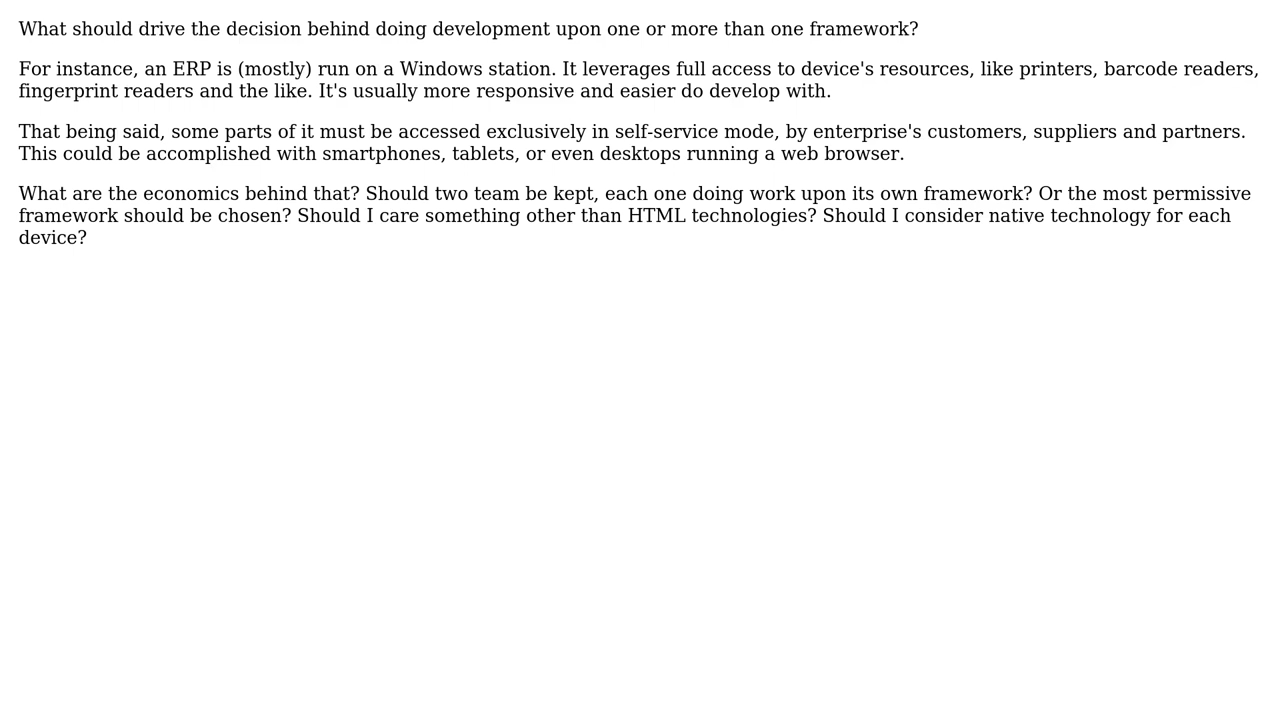 What should drive the decision behind doing development upon one or more than one framework?
For instance, an ERP is (mostly) run on a Windows station. It leverages full access to device's resources, like printers, barcode readers,
fingerprint readers and the like. It's usually more responsive and easier do develop with.
That being said, some parts of it must be accessed exclusively in self-service mode, by enterprise's customers, suppliers and partners.
This could be accomplished with smartphones, tablets, or even desktops running a web browser.
What are the economics behind that? Should two team be kept, each one doing work upon its own framework? Or the most permissive
framework should be chosen? Should I care something other than HTML technologies? Should I consider native technology for each
device?